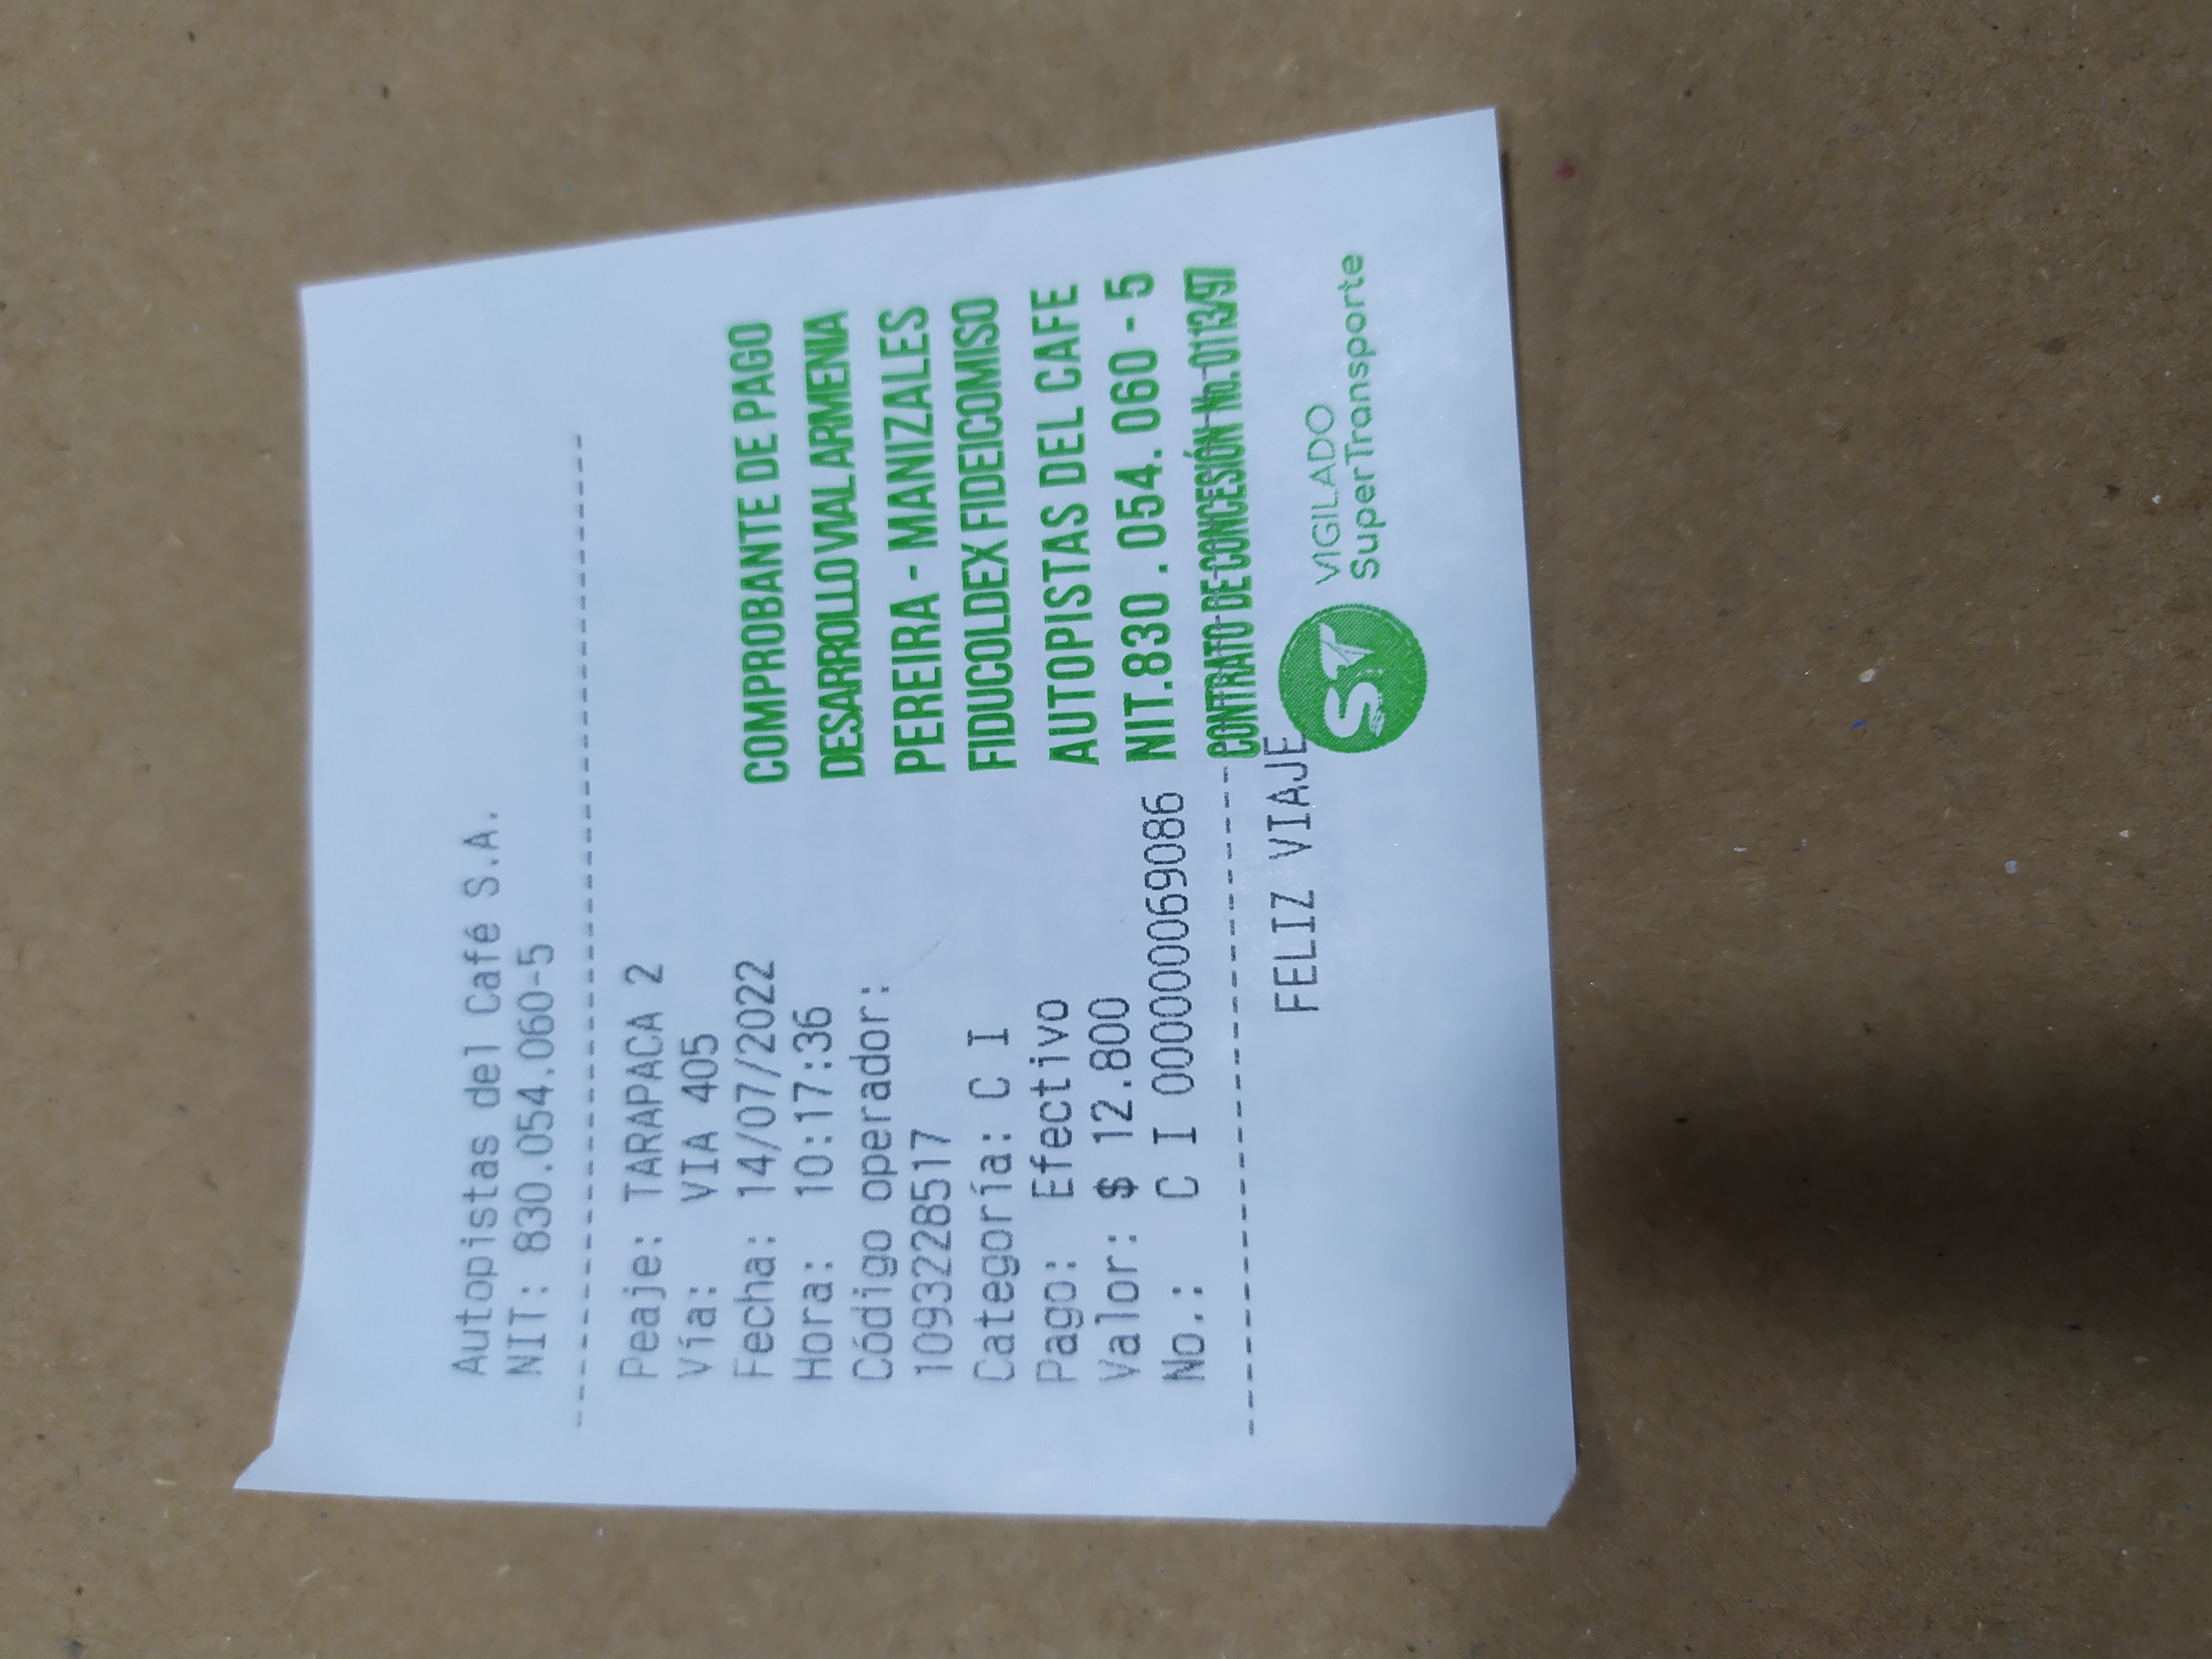 Autopistas del Café S.A.
NIT: 830.054.060-5
Peaje: TARAPACA 2
Vía: VIA 405
Fecha: 14/07/2022
Hora: 10:17:36
Código operador:
1093228517
Categoría: C I
Pago: Efectivo
Valor: $ 12.800
No.: C I 000000069086
FELIZ VIAJE
COMPROBANTE DE PAGO
DESARROLLO VIAL ARMENIA
PEREIRA - MANIZALES
FIDUCOLDEX FIDEICOMISO
AUTOPISTAS DEL CAFE
NIT.830.054.060-5
CONTRATO DE CONCESIÓN No.0113/97
ST
VIGILADO
SuperTransporte